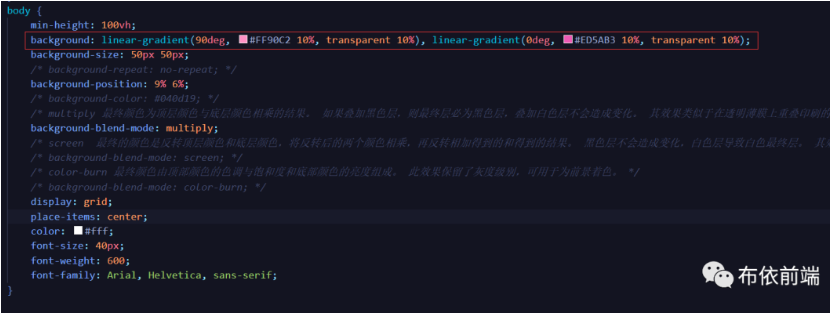 body {
min-height: 100vh;
background: linear-gradient(90deg, #FF90C2 10%, transparent 10%), linear-gradient(0deg, #ED5AB3 10%, transparent 10%);
background-size: 50px 50px;
/* background-repeat: no-repeat; */
background-position: 9% 6%;
/* background-color: #040d19; */
/* multiply 最终颜色为顶层颜色与底层颜色相乘的结果。 如果叠加黑色层，则最终层必为黑色层，叠加白色层不会造成变化。 其效果类似于在透明薄膜上重叠印刷的
background-blend-mode: multiply;
/* screen 最终的颜色是反转顶层颜色和底层颜色，将反转后的两个颜色相乘，再反转相加得到的和得到的结果。 黑色层不会造成变化，白色层导致白色最终层。 其
/* background-blend-mode: screen; */
/* color-burn 最终颜色由顶部颜色的色调与饱和度和底部颜色的亮度组成。 此效果保留了灰度级别，可用于为前景着色。 */
/* background-blend-mode: color-burn; */
display: grid;
place-items: center;
color: #fff;
font-size: 40px;
font-weight: 600;
font-family: Arial, Helvetica, sans-serif;
}
布依前端